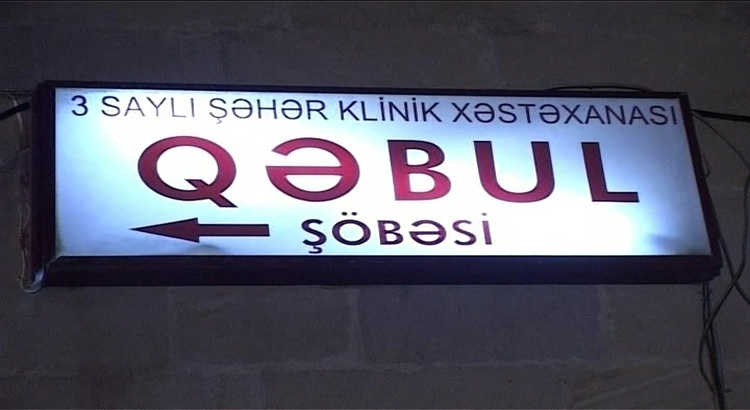 3 SAYLI ŞƏHƏR KLİNİK XƏSTƏXANASI
QƏBUL
ŞÖBƏSİ